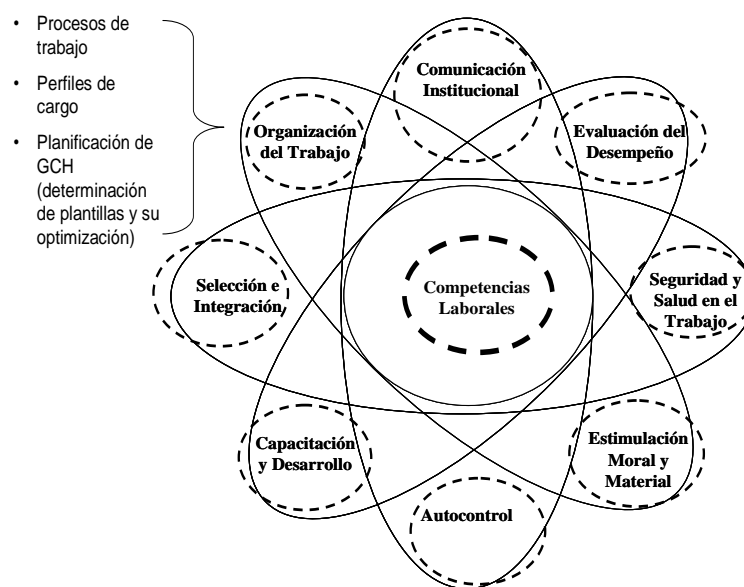 • Procesos de
trabajo
• Perfiles de
cargo
• Planificación de
GCH
(determinación
de plantillas y su
optimización)
Comunicación
Institucional
Organización
del Trabajo
Evaluación del
Desempeño
Selección e
Integración
Competencias
Laborales
Seguridad y
Salud en el
Trabajo
Capacitación
y Desarrollo
Estimulación
Moral y
Material
Autocontrol